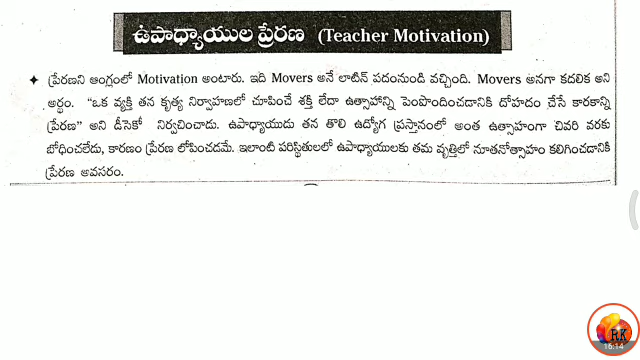 ఉపాధ్యాయుల ప్రేరణ (Teacher Motivation)
✦ ప్రేరణని ఆంగ్లంలో Motivation అంటారు. ఇది Movers అనే లాటిన్ పదంనుండి వచ్చింది. Movers అనగా కదలిక అని
అర్థం. "ఒక వ్యక్తి తన కృత్య నిర్వాహణలో చూపించే శక్తి లేదా ఉత్సాహాన్ని పెంపొందించడానికి దోహదం చేసే కారకాన్ని
ప్రేరణ" అని డీసెకో నిర్వచించాడు. ఉపాధ్యాయుడు తన తొలి ఉద్యోగ ప్రస్తానంలో అంత ఉత్సాహంగా చివరి వరకు
బోధించలేడు, కారణం ప్రేరణ లోపించడమే. ఇలాంటి పరిస్థితులలో ఉపాధ్యాయులకు తమ వృత్తిలో నూతనోత్సాహం కలిగించడానికి
ప్రేరణ అవసరం.
RK
16:14